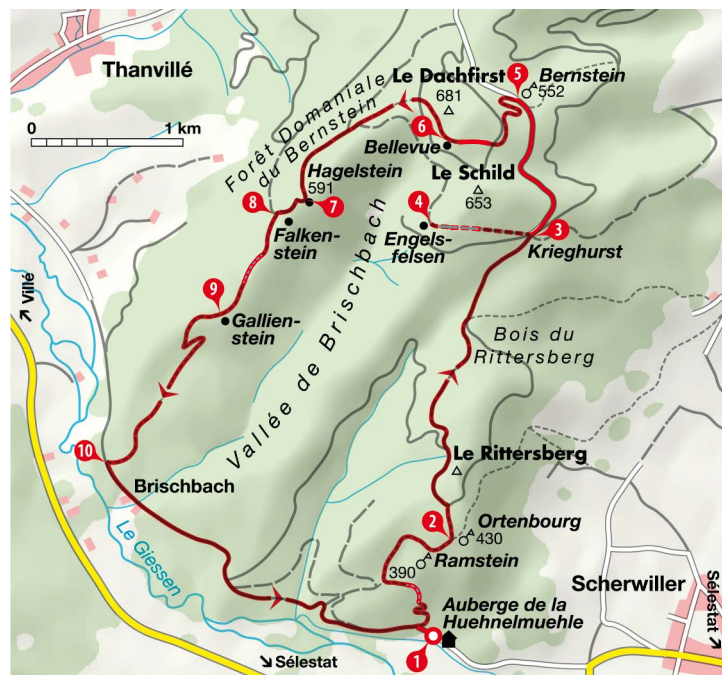 Thanvillé
0
1 km
Le Dachfirst
681
5
Bernstein
552
6
Bellevue
Forêt Domaniale
du Bernstein
Hagelstein
591
7
8
Le Schild
653
4
Engels-
felsen
3
Krieghurst
Falken-
stein
↗ Villé
9
Gallien-
stein
Vallée de Brischbach
Bois du
Rittersberg
10
Brischbach
Le Rittersberg
2
Ortenbourg
430
390
Ramstein
Le Giessen
Scherwiller
Auberge de la
Huehnelmuehle
1
↘ Sélestat
Sélestat ↗